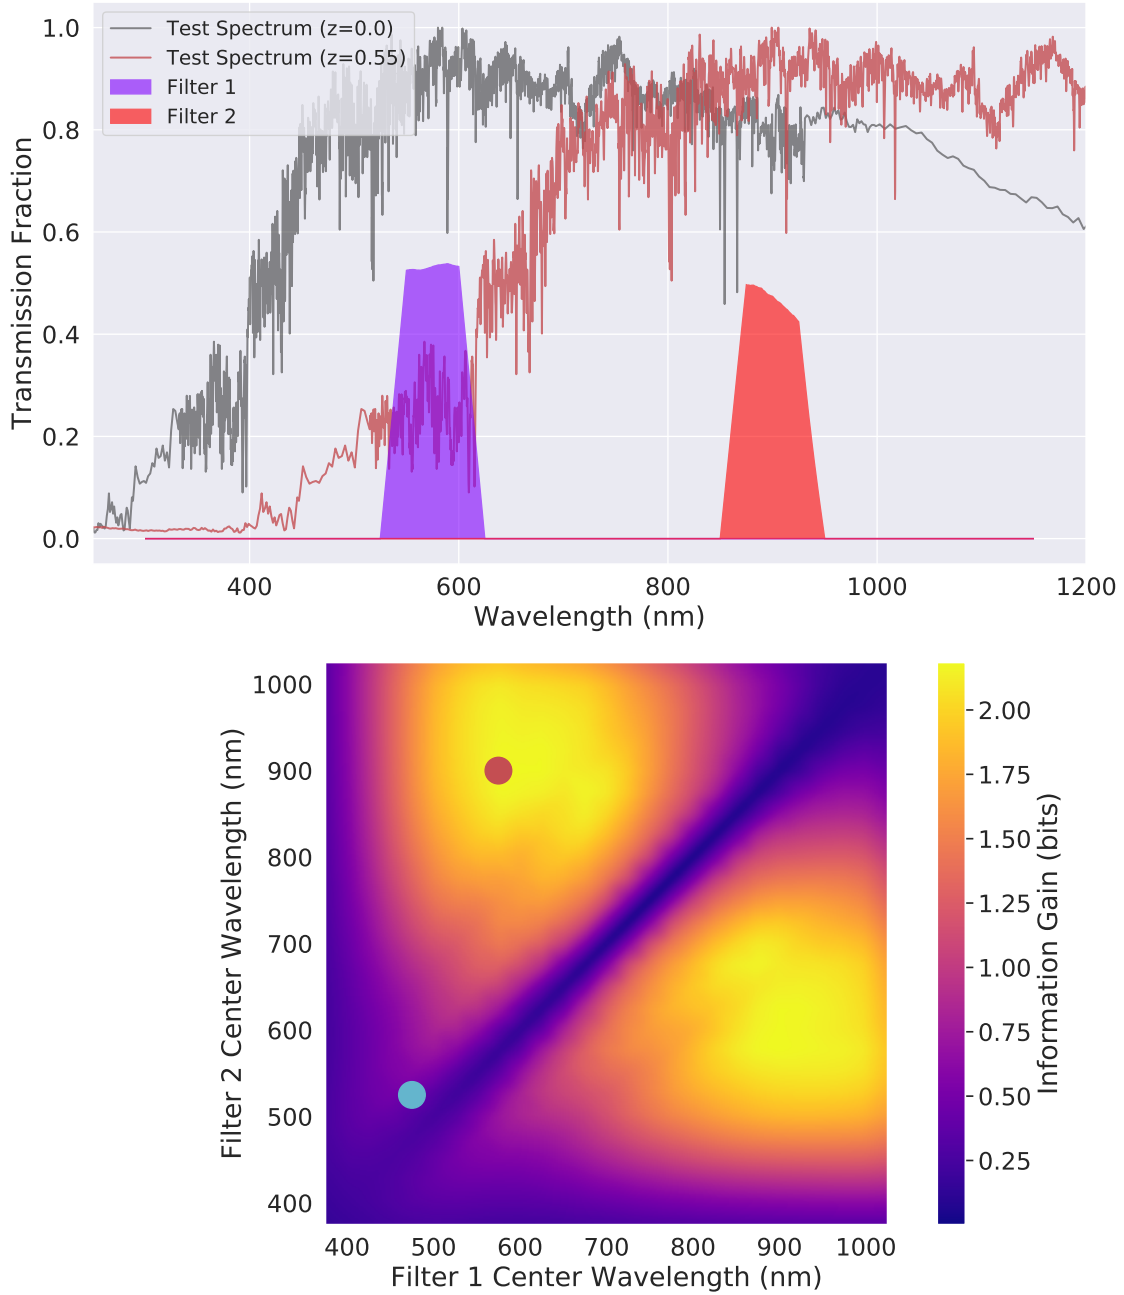 1.0
0.8
0.6
0.4
0.2
0.0
Transmission Fraction
Test Spectrum (z=0.0)
Test Spectrum (z=0.55)
Filter 1
Filter 2
400 600 800 1000 1200
Wavelength (nm)
1000
900
800
700
600
500
400
Filter 2 Center Wavelength (nm)
400 500 600 700 800 900 1000
Filter 1 Center Wavelength (nm)
2.00
1.75
1.50
1.25
1.00
0.75
0.50
0.25
Information Gain (bits)